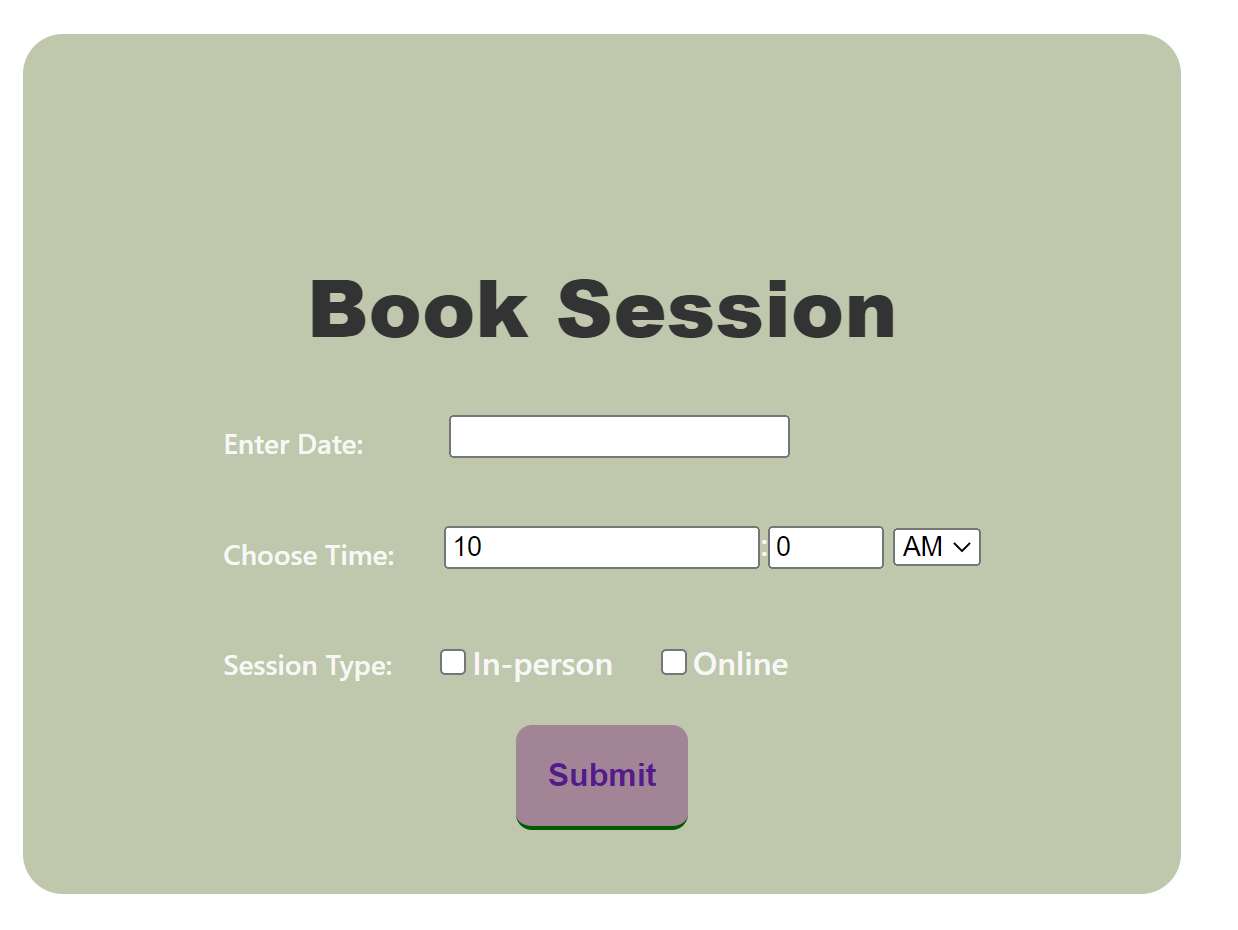 Book Session
Enter Date:
Choose Time: 10 : 0 AM
Session Type: In-person Online
Submit